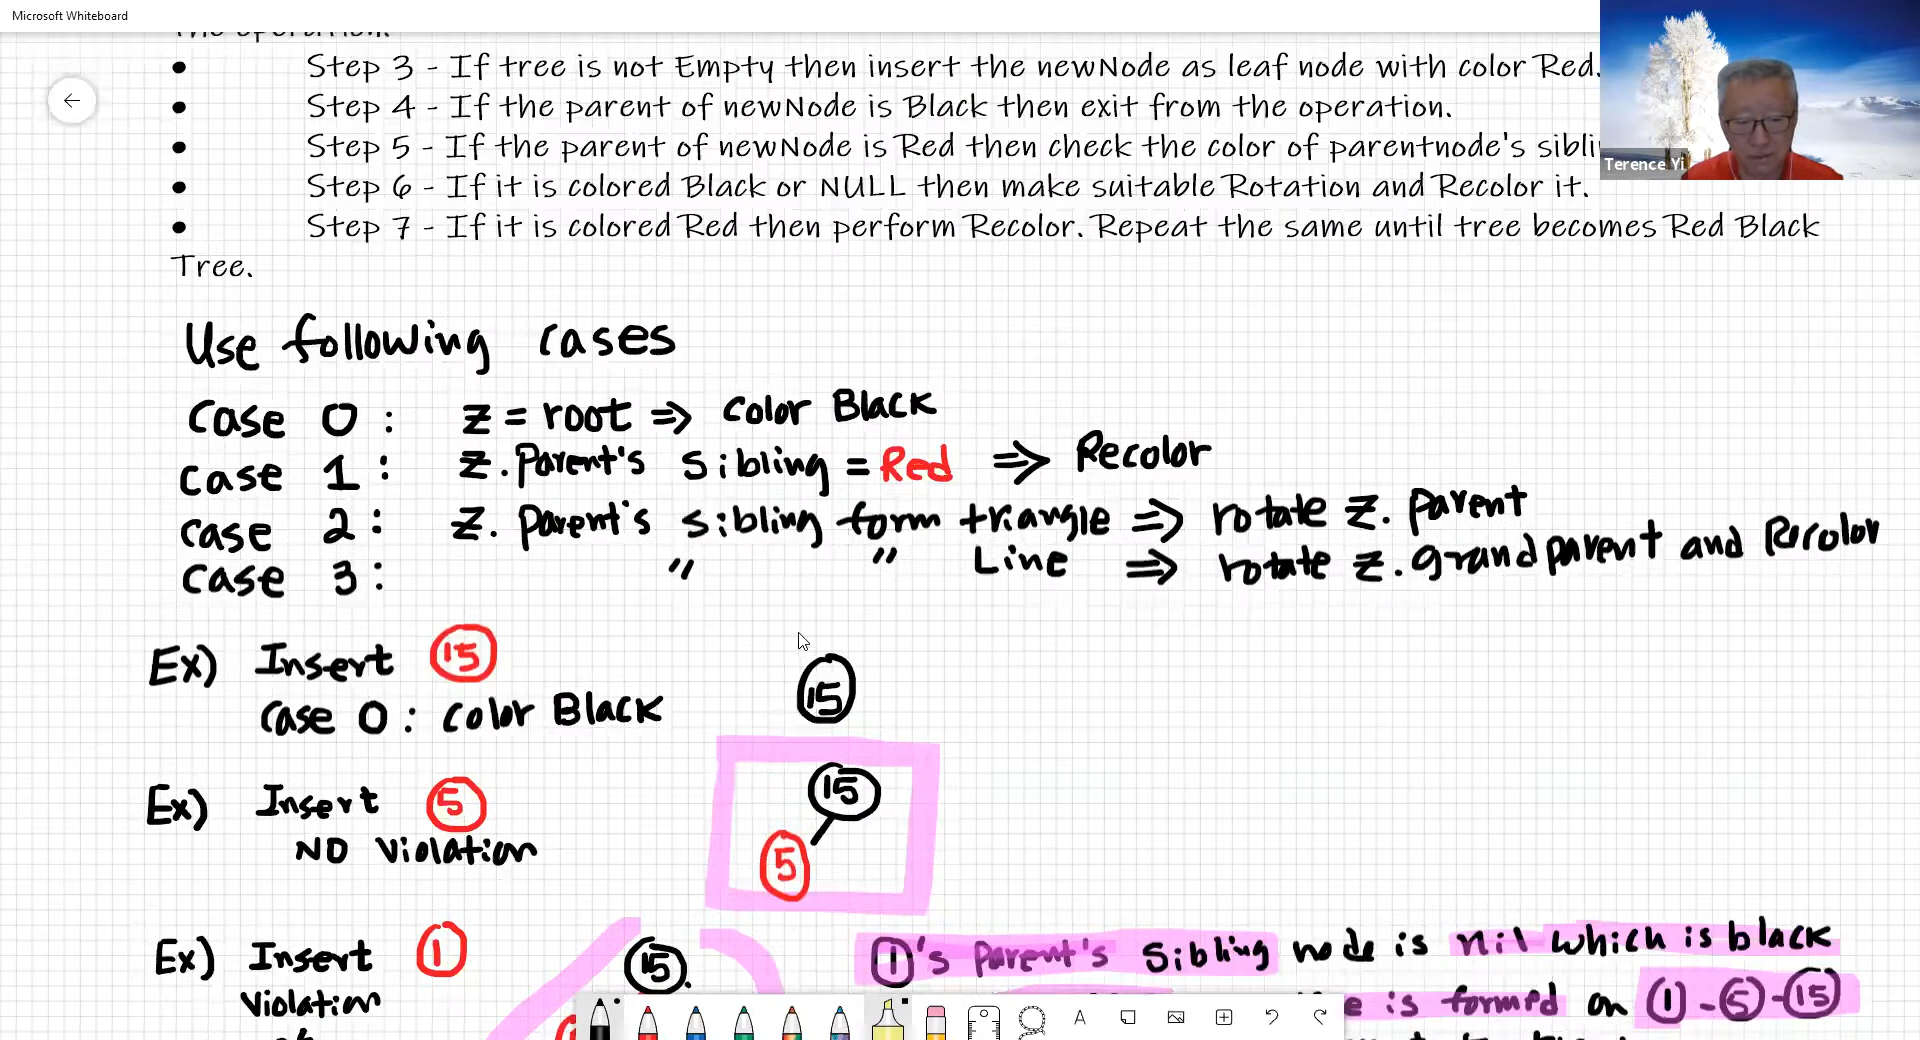 Microsoft Whiteboard
the operation.
• Step 3 - If tree is not Empty then insert the newNode as leaf node with color Red.
• Step 4 - If the parent of newNode is Black then exit from the operation.
• Step 5 - If the parent of newNode is Red then check the color of parentnode's sibli
• Step 6 - If it is colored Black or NULL then make suitable Rotation and Recolor it.
• Step 7 - If it is colored Red then perform Recolor. Repeat the same until tree becomes Red Black
Tree.
Terence Yi
Use following cases
Case 0 : z = root => color Black
case 1 : z.Parent's sibling = Red => Recolor
case 2 : z. Parent's sibling form triangle => rotate z. parent
case 3 : " " Line => rotate z. grandparent and Recolor
Ex) Insert 15
15
case 0 : color Black
15
Ex) Insert 5
NO Violation
5
Ex) Insert 1
15
1's parent's sibling node is nil which is black
Violation
is formed on 1 - 5 - 15
A